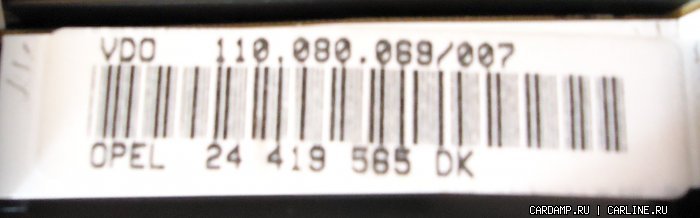 VDO 110.080.069/007
OPEL 24 419 565 DK
CARDAMP.RU | CARLINE.RU